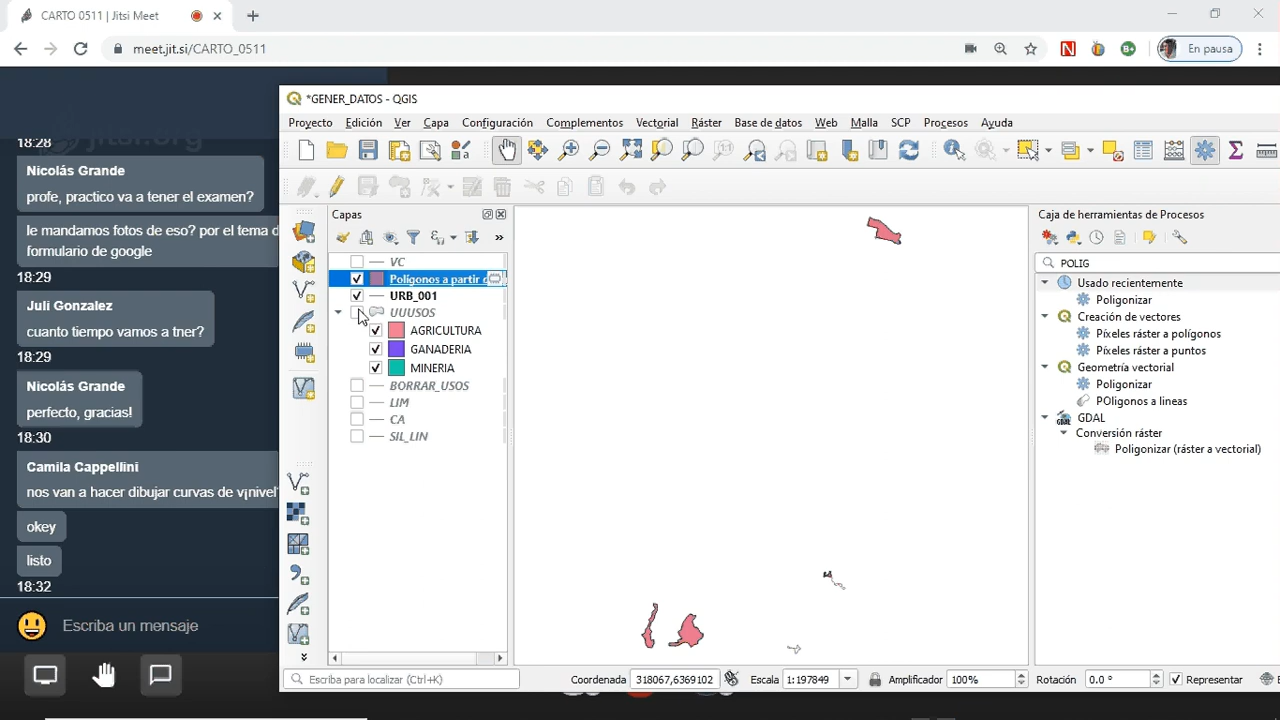 CARTO 0511 | Jitsi Meet
meet.jit.si/CARTO_0511
En pausa
jitsi.org
18:28
Nicolás Grande
profe, practico va a tener el examen?
le mandamos fotos de eso? por el tema d
formulario de google
18:29
Juli Gonzalez
cuanto tiempo vamos a tner?
18:29
Nicolás Grande
perfecto, gracias!
18:30
Camila Cappellini
nos van a hacer dibujar curvas de v¡nivel
okey
listo
18:32
Escriba un mensaje
*GENER_DATOS - QGIS
Proyecto Edición Ver Capa Configuración Complementos Vectorial Ráster Base de datos Web Malla SCP Procesos Ayuda
Capas
VC
Polígonos a partir d
URB_001
UUUSOS
AGRICULTURA
GANADERIA
MINERIA
BORRAR_USOS
LIM
CA
SIL_LIN
Caja de herramientas de Procesos
POLIG
Usado recientemente
Poligonizar
Creación de vectores
Píxeles ráster a polígonos
Píxeles ráster a puntos
Geometría vectorial
Poligonizar
POligonos a lineas
GDAL
Conversión ráster
Poligonizar (ráster a vectorial)
Escriba para localizar (Ctrl+K)
Coordenada 318067,6369102 Escala 1:197849 Amplificador 100% Rotación 0.0 ° Representar